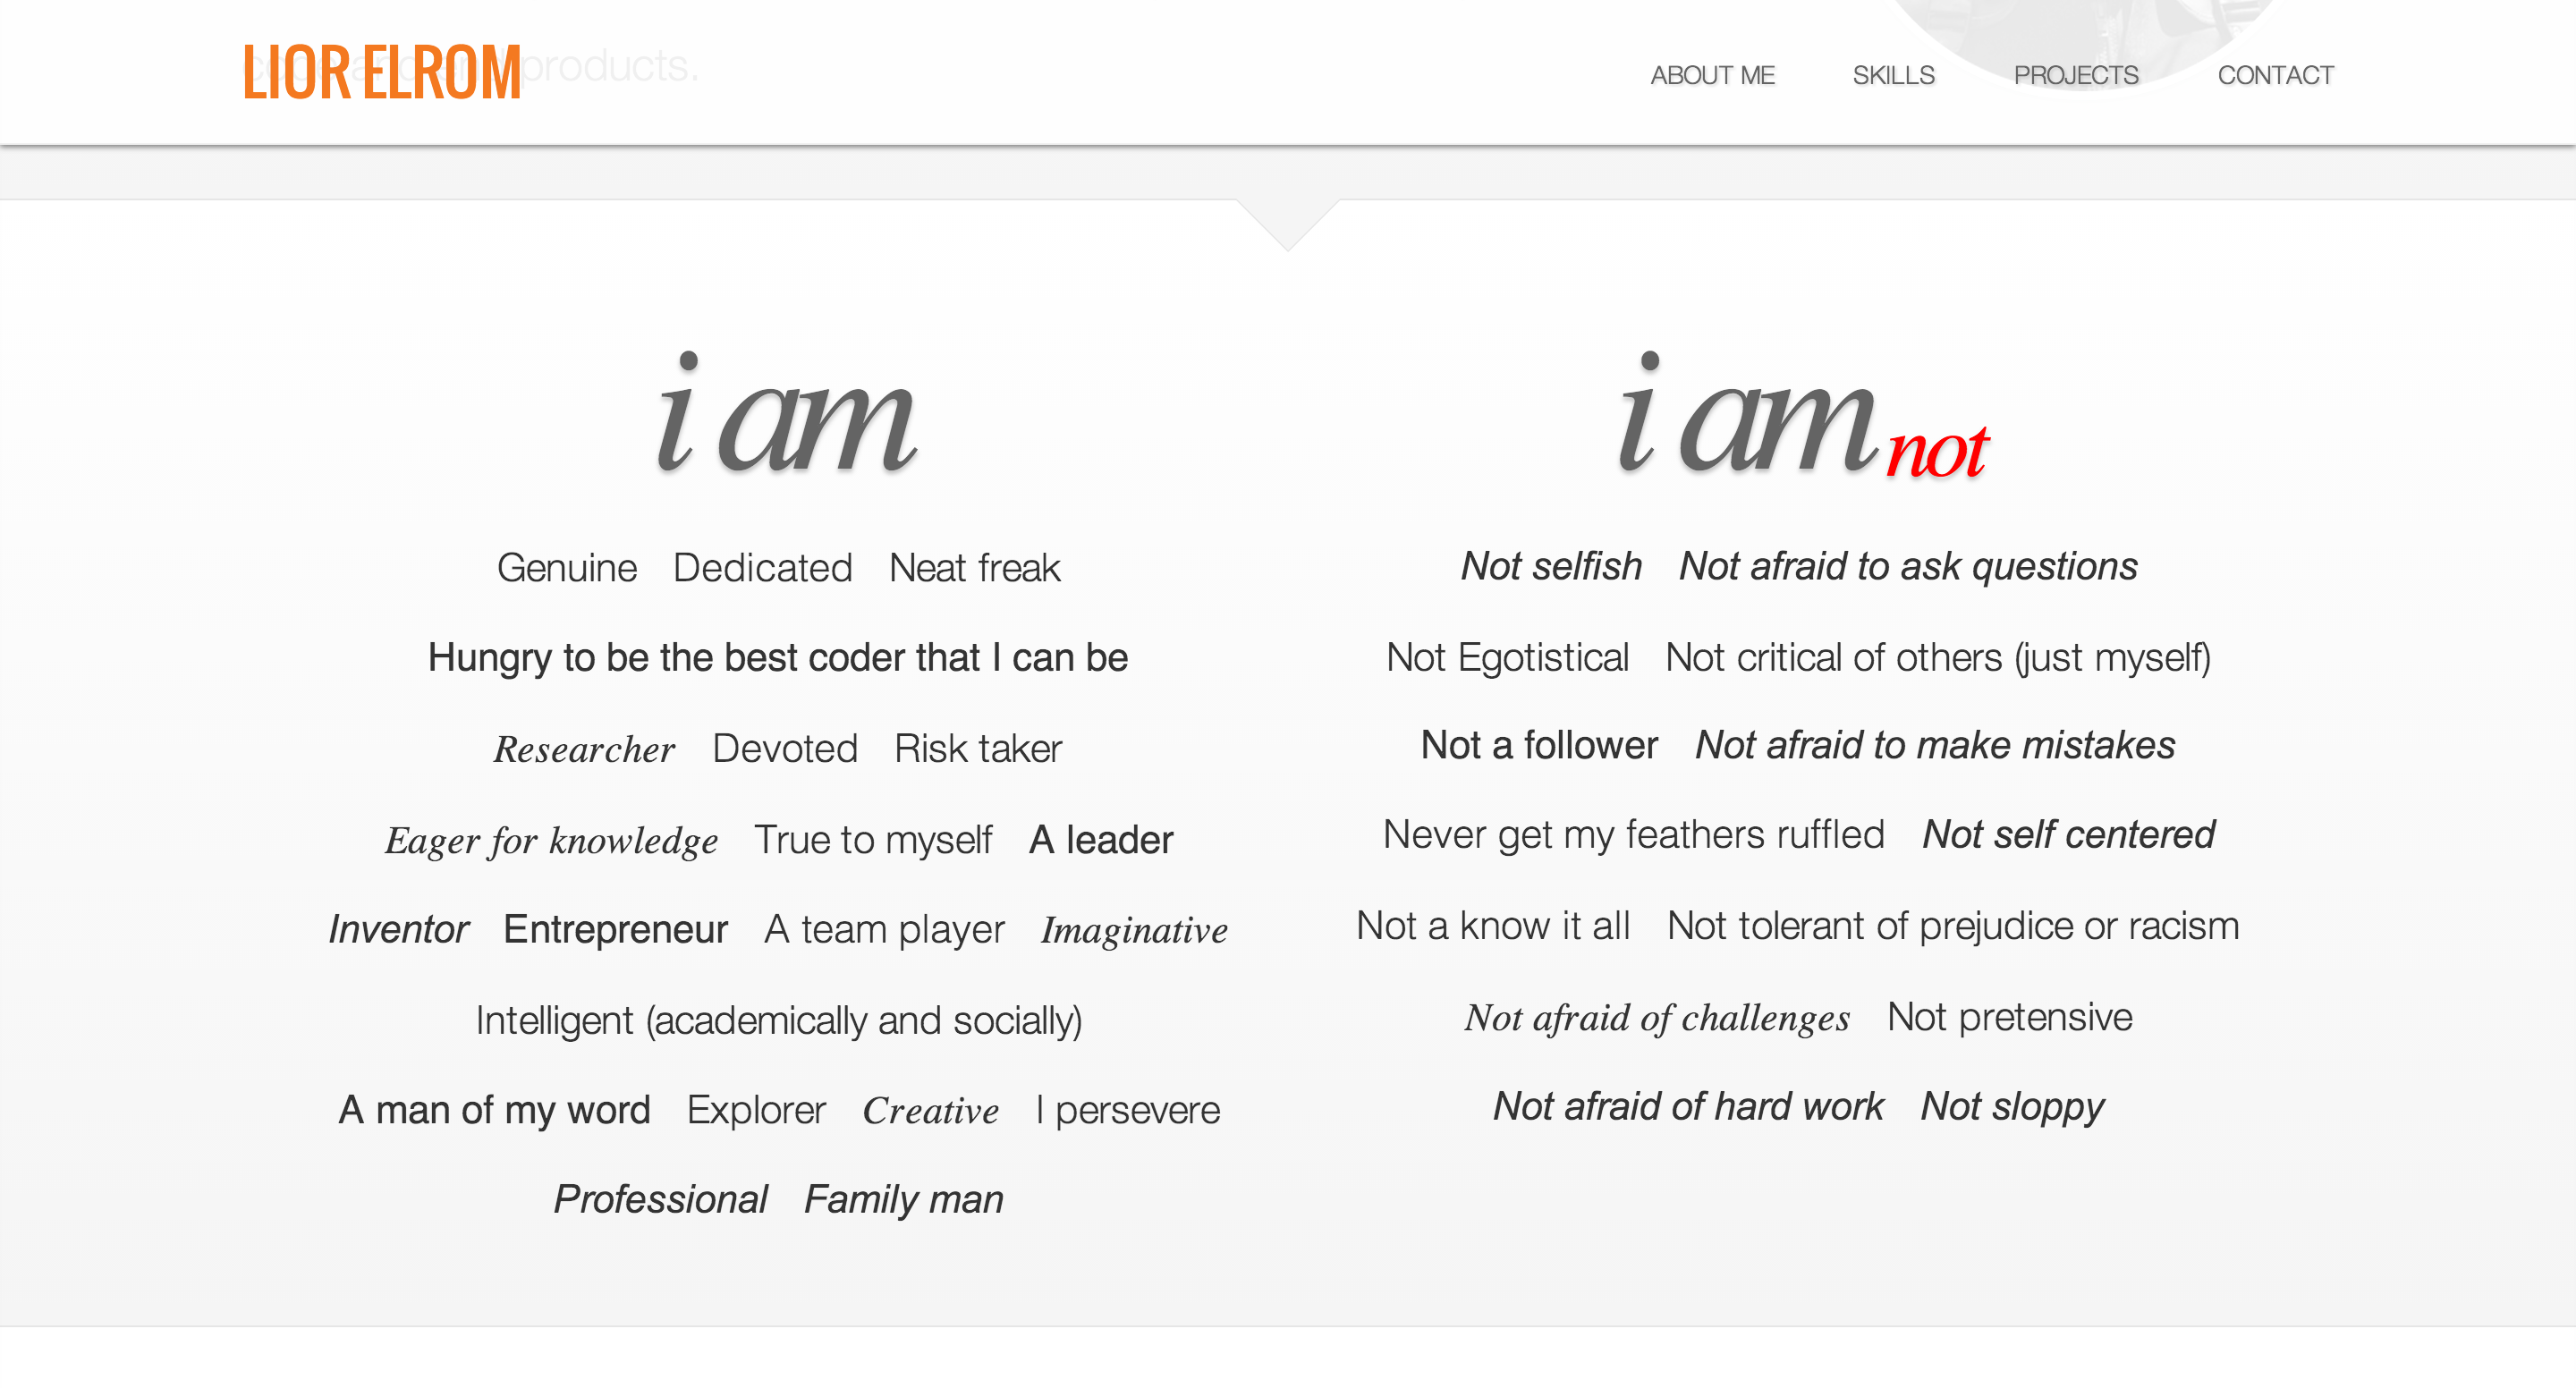 LIOR ELROM
products.
ABOUT ME SKILLS PROJECTS CONTACT
i am
Genuine Dedicated Neat freak
Hungry to be the best coder that I can be
Researcher Devoted Risk taker
Eager for knowledge True to myself A leader
Inventor Entrepreneur A team player Imaginative
Intelligent (academically and socially)
A man of my word Explorer Creative I persevere
Professional Family man
i am not
Not selfish Not afraid to ask questions
Not Egotistical Not critical of others (just myself)
Not a follower Not afraid to make mistakes
Never get my feathers ruffled Not self centered
Not a know it all Not tolerant of prejudice or racism
Not afraid of challenges Not pretensive
Not afraid of hard work Not sloppy